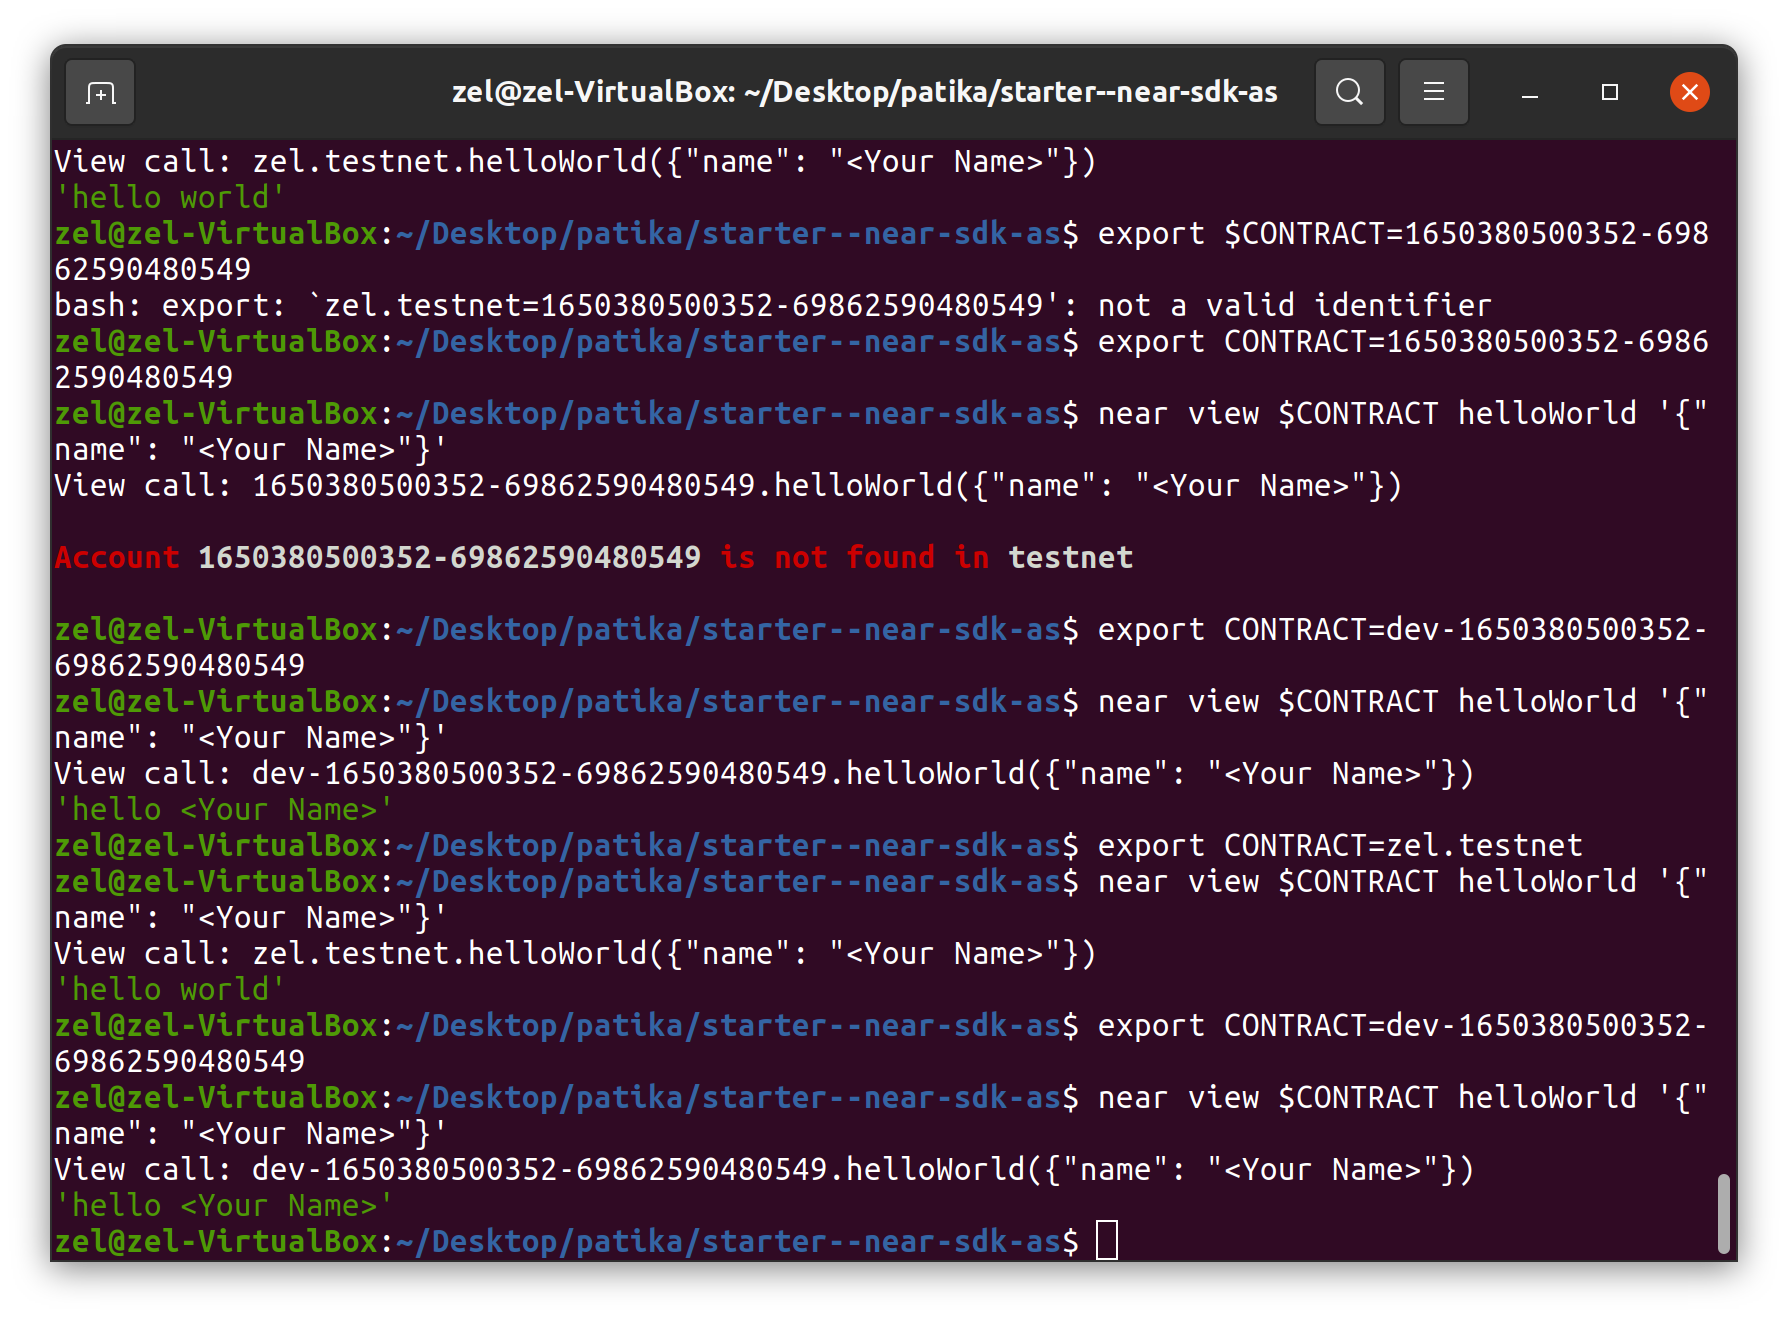 zel@zel-VirtualBox: ~/Desktop/patika/starter--near-sdk-as
View call: zel.testnet.helloWorld({"name": "<Your Name>"})
'hello world'
zel@zel-VirtualBox:~/Desktop/patika/starter--near-sdk-as$ export $CONTRACT=1650380500352-698
62590480549
bash: export: `zel.testnet=1650380500352-69862590480549': not a valid identifier
zel@zel-VirtualBox:~/Desktop/patika/starter--near-sdk-as$ export CONTRACT=1650380500352-6986
2590480549
zel@zel-VirtualBox:~/Desktop/patika/starter--near-sdk-as$ near view $CONTRACT helloWorld '{"
name": "<Your Name>"}'
View call: 1650380500352-69862590480549.helloWorld({"name": "<Your Name>"})
Account 1650380500352-69862590480549 is not found in testnet
zel@zel-VirtualBox:~/Desktop/patika/starter--near-sdk-as$ export CONTRACT=dev-1650380500352-
69862590480549
zel@zel-VirtualBox:~/Desktop/patika/starter--near-sdk-as$ near view $CONTRACT helloWorld '{"
name": "<Your Name>"}'
View call: dev-1650380500352-69862590480549.helloWorld({"name": "<Your Name>"})
'hello <Your Name>'
zel@zel-VirtualBox:~/Desktop/patika/starter--near-sdk-as$ export CONTRACT=zel.testnet
zel@zel-VirtualBox:~/Desktop/patika/starter--near-sdk-as$ near view $CONTRACT helloWorld '{"
name": "<Your Name>"}'
View call: zel.testnet.helloWorld({"name": "<Your Name>"})
'hello world'
zel@zel-VirtualBox:~/Desktop/patika/starter--near-sdk-as$ export CONTRACT=dev-1650380500352-
69862590480549
zel@zel-VirtualBox:~/Desktop/patika/starter--near-sdk-as$ near view $CONTRACT helloWorld '{"
name": "<Your Name>"}'
View call: dev-1650380500352-69862590480549.helloWorld({"name": "<Your Name>"})
'hello <Your Name>'
zel@zel-VirtualBox:~/Desktop/patika/starter--near-sdk-as$